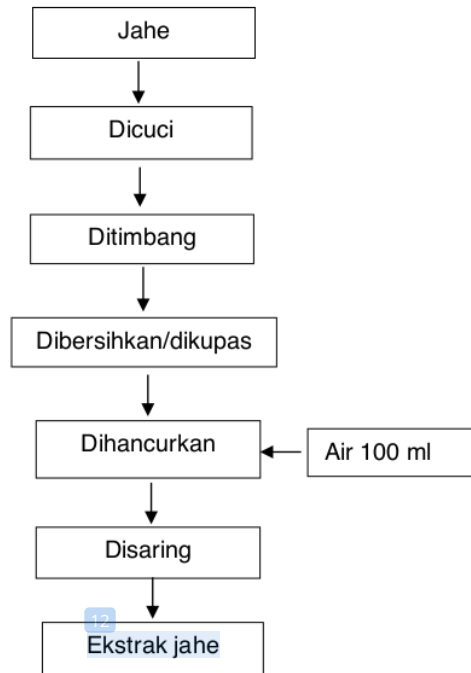 Jahe
Dicuci
Ditimbang
Dibersihkan/dikupas
Dihancurkan
Air 100 ml
Disaring
12
Ekstrak jahe